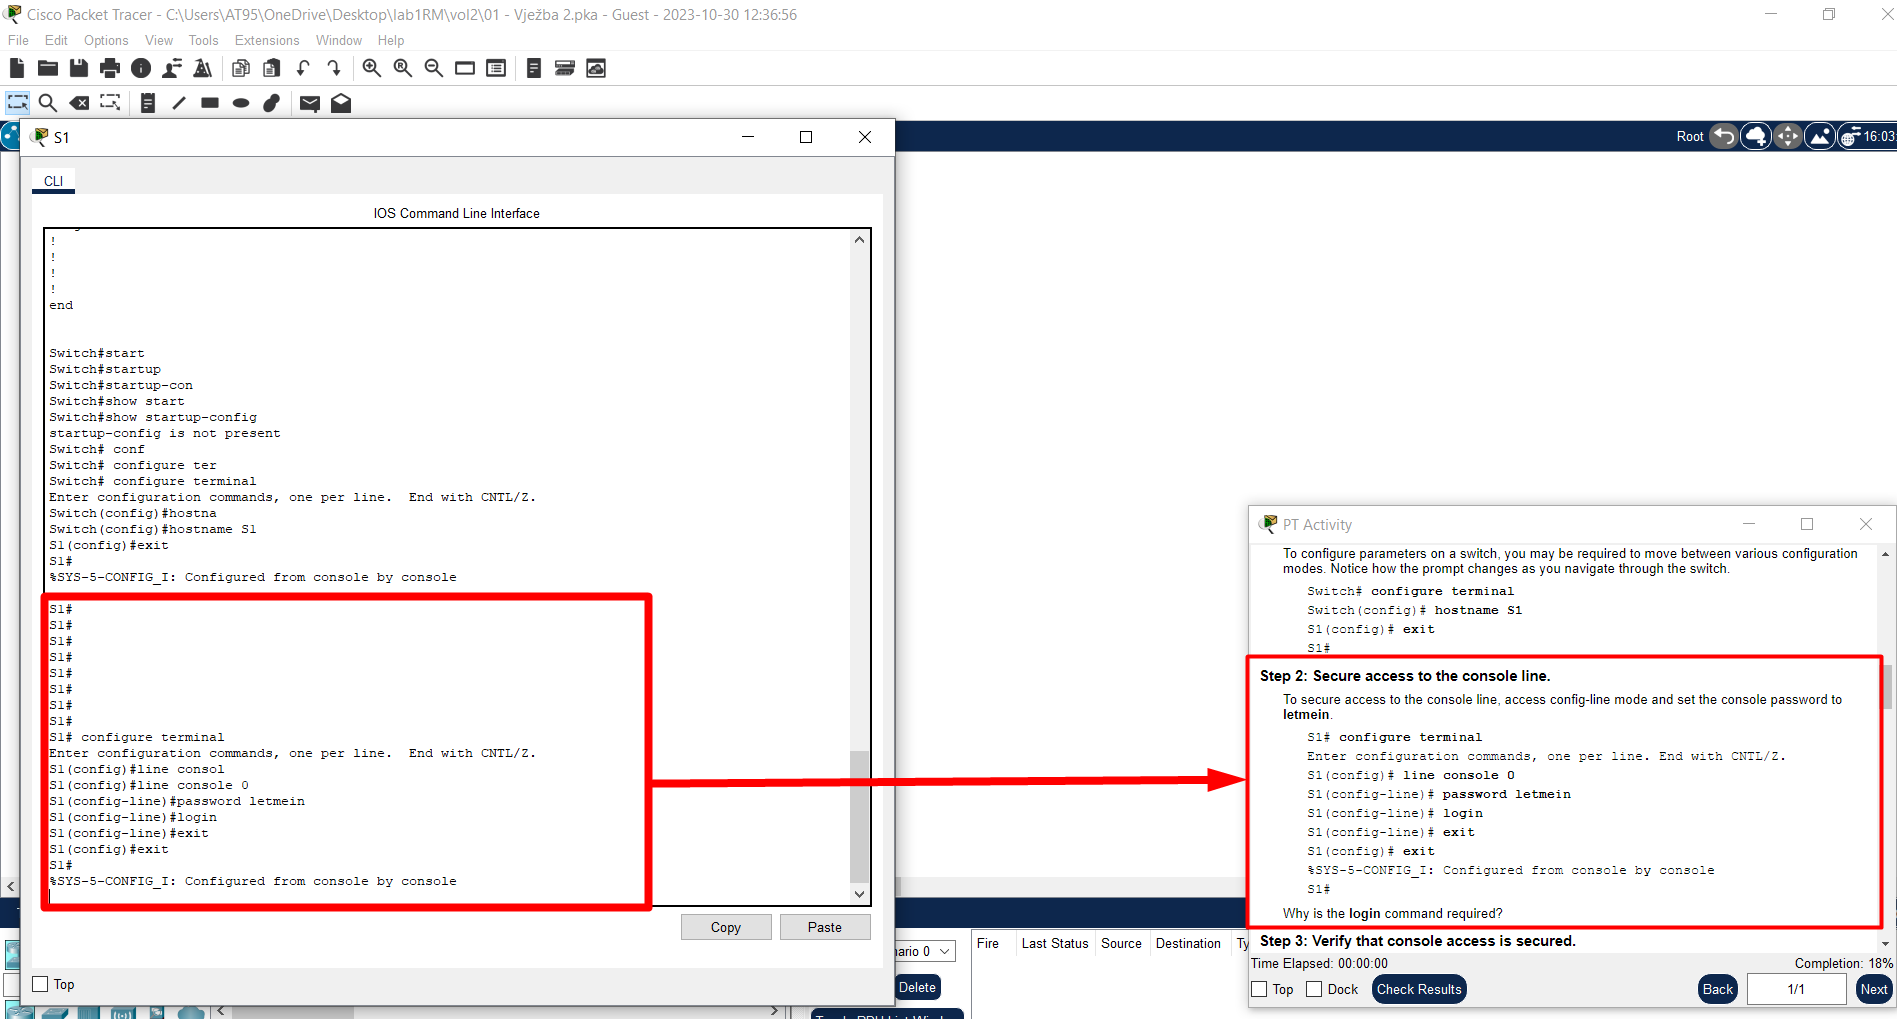 Cisco Packet Tracer - C:\Users\AT95\OneDrive\Desktop\lab1RM\vol2\01 - Vježba 2.pka - Guest - 2023-10-30 12:36:56
File Edit Options View Tools Extensions Window Help
Root 16:03:
S1
CLI
IOS Command Line Interface
!
!
!
!
end
Switch#start
Switch#startup
Switch#startup-con
Switch#show start
Switch#show startup-config
startup-config is not present
Switch# conf
Switch# configure ter
Switch# configure terminal
Enter configuration commands, one per line.  End with CNTL/Z.
Switch(config)#hostna
Switch(config)#hostname S1
S1(config)#exit
S1#
%SYS-5-CONFIG_I: Configured from console by console
S1#
S1#
S1#
S1#
S1#
S1#
S1#
S1#
S1# configure terminal
Enter configuration commands, one per line.  End with CNTL/Z.
S1(config)#line consol
S1(config)#line console 0
S1(config-line)#password letmein
S1(config-line)#login
S1(config-line)#exit
S1(config)#exit
S1#
%SYS-5-CONFIG_I: Configured from console by console
Copy Paste
Top
PT Activity
To configure parameters on a switch, you may be required to move between various configuration
modes. Notice how the prompt changes as you navigate through the switch.
Switch# configure terminal
Switch(config)# hostname S1
S1(config)# exit
S1#
Step 2: Secure access to the console line.
To secure access to the console line, access config-line mode and set the console password to
letmein.
S1# configure terminal
Enter configuration commands, one per line. End with CNTL/Z.
S1(config)# line console 0
S1(config-line)# password letmein
S1(config-line)# login
S1(config-line)# exit
S1(config)# exit
%SYS-5-CONFIG_I: Configured from console by console
S1#
Why is the login command required?
Step 3: Verify that console access is secured.
Time Elapsed: 00:00:00 Completion: 18%
Top Dock Check Results Back 1/1 Next
nario 0
Fire Last Status Source Destination Ty
Delete